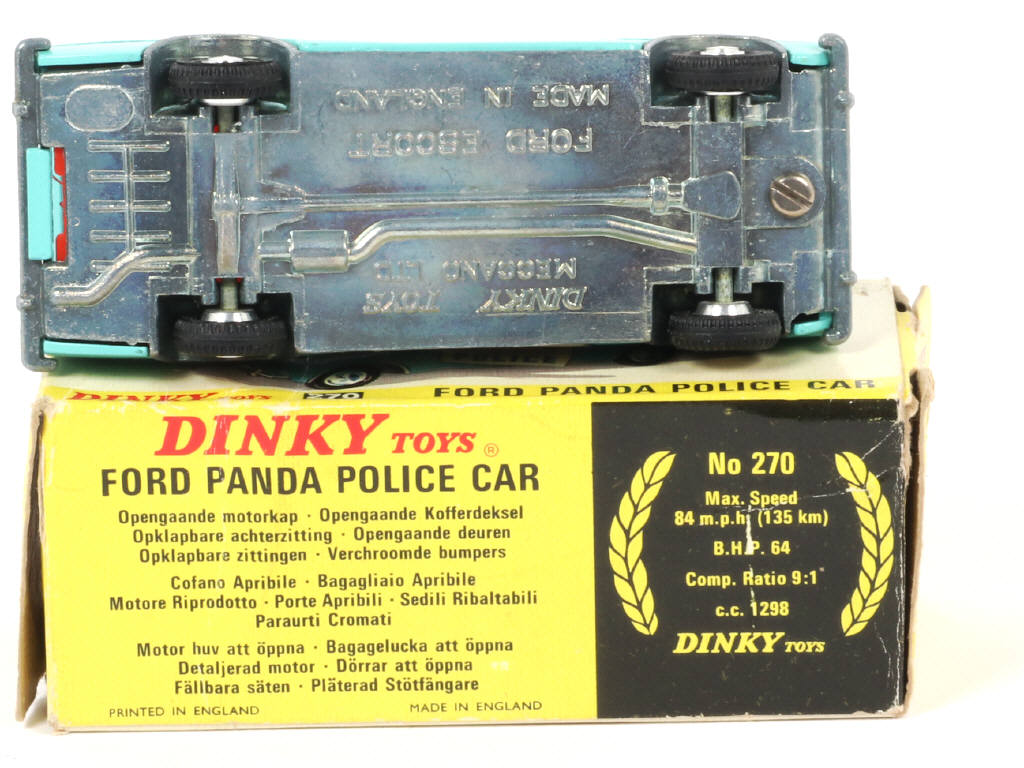 MADE IN ENGLAND
FORD ESCORT
MECCANO LTD
DINKY TOYS
DINKY TOYS 270 FORD PANDA POLICE CAR
DINKY TOYS®
FORD PANDA POLICE CAR
Opengaande motorkap · Opengaande Kofferdeksel
Opklapbare achterzitting · Opengaande deuren
Opklapbare zittingen · Verchroomde bumpers
Cofano Apribile · Bagagliaio Apribile
Motore Riprodotto · Porte Apribili · Sedili Ribaltabili
Paraurti Cromati
Motor huv att öppna · Bagagelucka att öppna
Detaljerad motor · Dörrar att öppna
Fällbara säten · Pläterad Stötfängare
PRINTED IN ENGLAND MADE IN ENGLAND
No 270
Max. Speed
84 m.p.h. (135 km)
B.H.P. 64
Comp. Ratio 9:1
c.c. 1298
DINKY TOYS